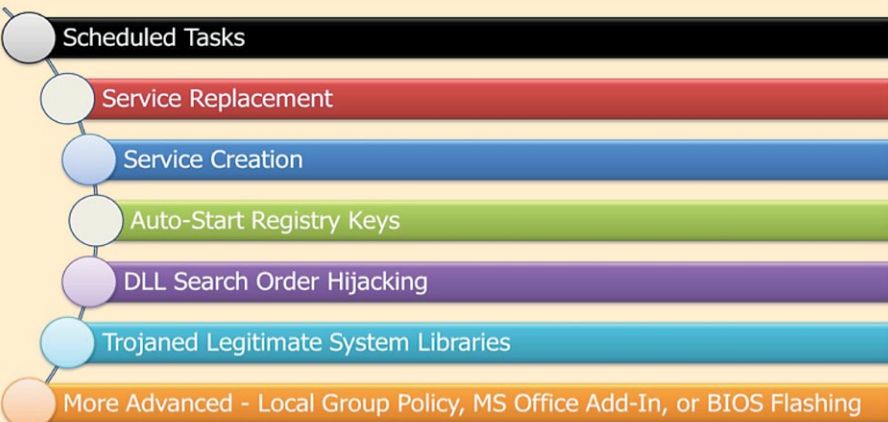 Scheduled Tasks
Service Replacement
Service Creation
Auto-Start Registry Keys
DLL Search Order Hijacking
Trojaned Legitimate System Libraries
More Advanced - Local Group Policy, MS Office Add-In, or BIOS Flashing